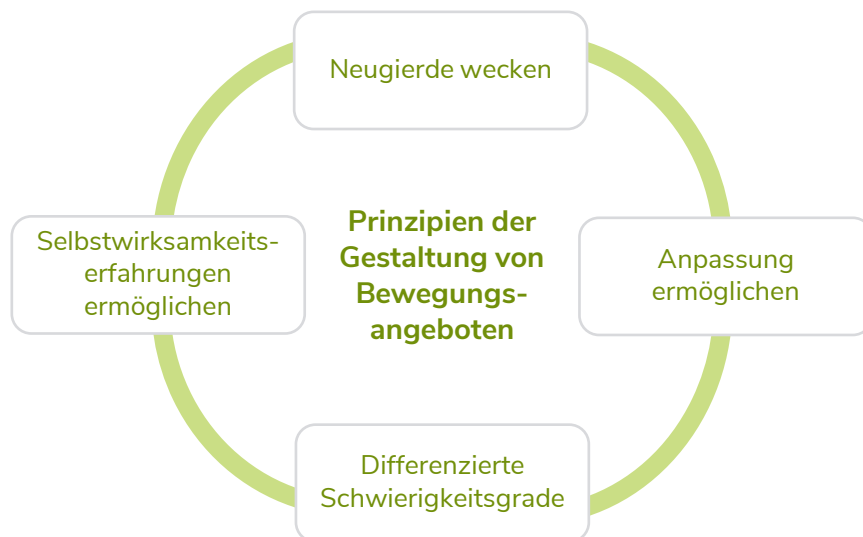 Neugierde wecken
Selbstwirksamkeits-
erfahrungen
ermöglichen
Prinzipien der
Gestaltung von
Bewegungs-
angeboten
Anpassung
ermöglichen
Differenzierte
Schwierigkeitsgrade